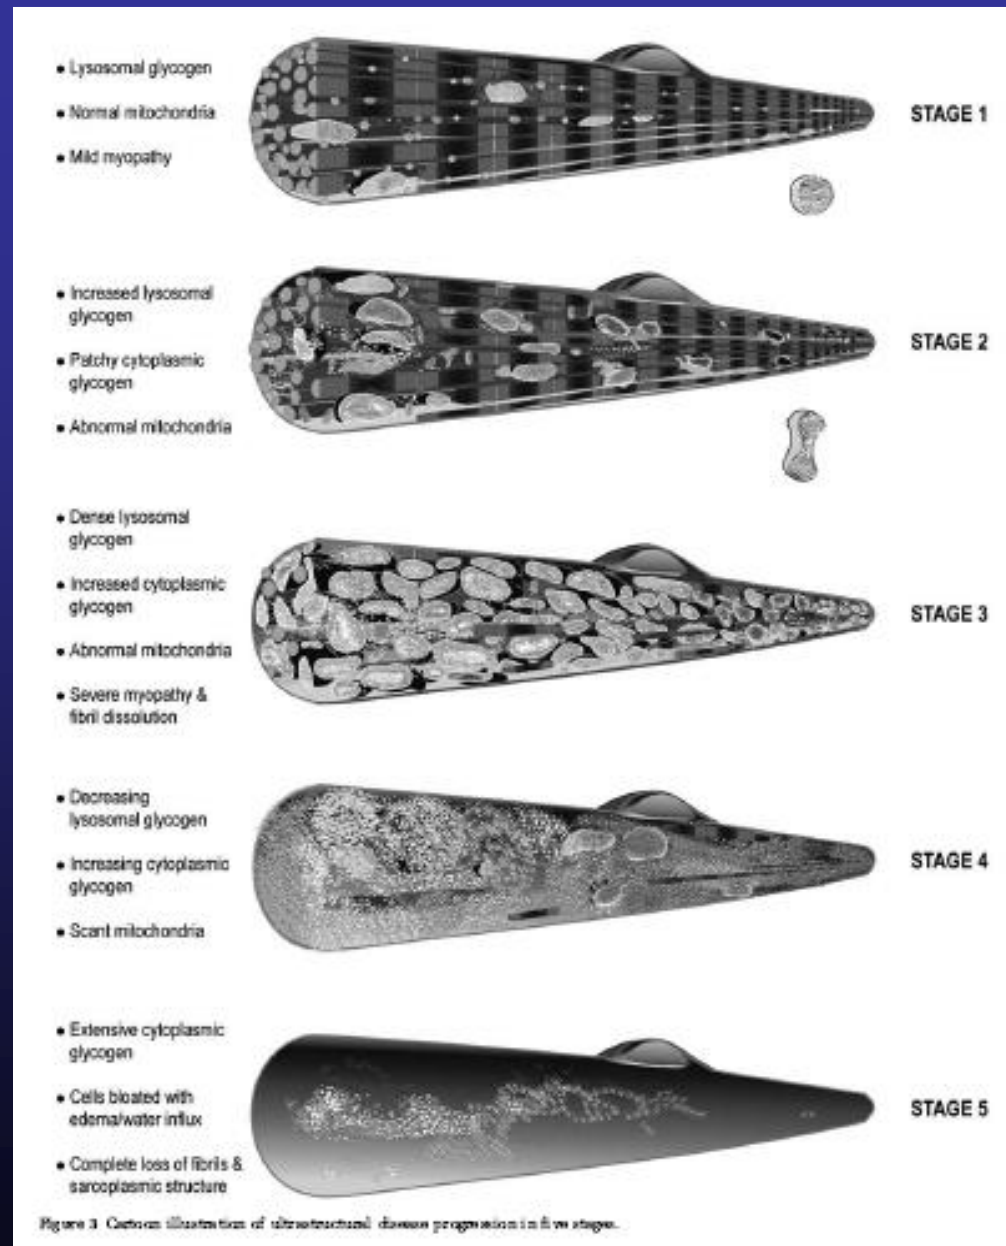 • Lysosomal glycogen
• Normal mitochondria
• Mild myopathy
STAGE 1
• Increased lysosomal
glycogen
• Patchy cytoplasmic
glycogen
• Abnormal mitochondria
STAGE 2
• Dense lysosomal
glycogen
• Increased cytoplasmic
glycogen
• Abnormal mitochondria
• Severe myopathy &
fibril dissolution
STAGE 3
• Decreasing
lysosomal glycogen
• Increasing cytoplasmic
glycogen
• Scant mitochondria
STAGE 4
• Extensive cytoplasmic
glycogen
• Cells bloated with
edema/water influx
• Complete loss of fibrils &
sarcoplasmic structure
STAGE 5
Figure 3 Cartoon illustration of ultrastructural disease progression in five stages.